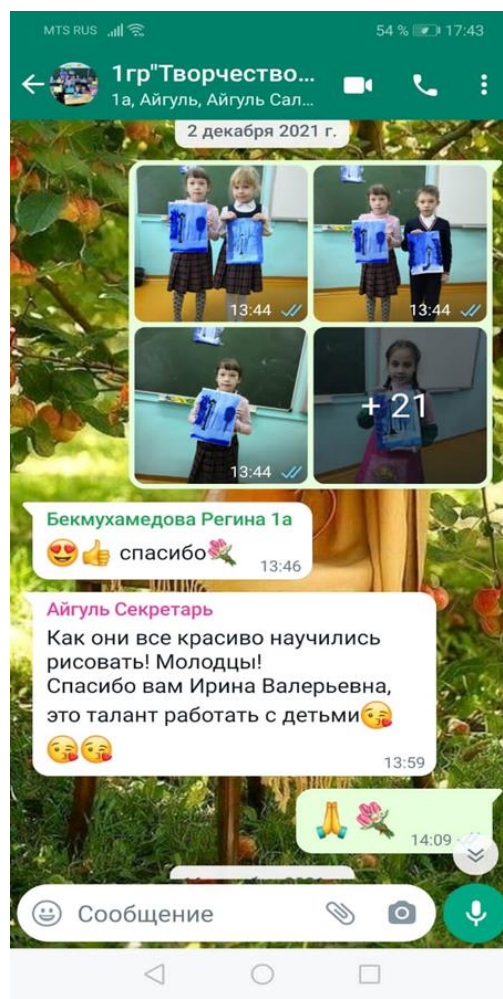 MTS RUS 54 % 17:43
1гр"Творчество...
1а, Айгуль, Айгуль Сал...
2 декабря 2021 г.
13:44 13:44
+ 21
13:44
Бекмухамедова Регина 1а
😍👍 спасибо💐
13:46
Айгуль Секретарь
Как они все красиво научились
рисовать! Молодцы!
Спасибо вам Ирина Валерьевна,
это талант работать с детьми😘
😘😘
13:59
🙏💐
14:09
Сообщение